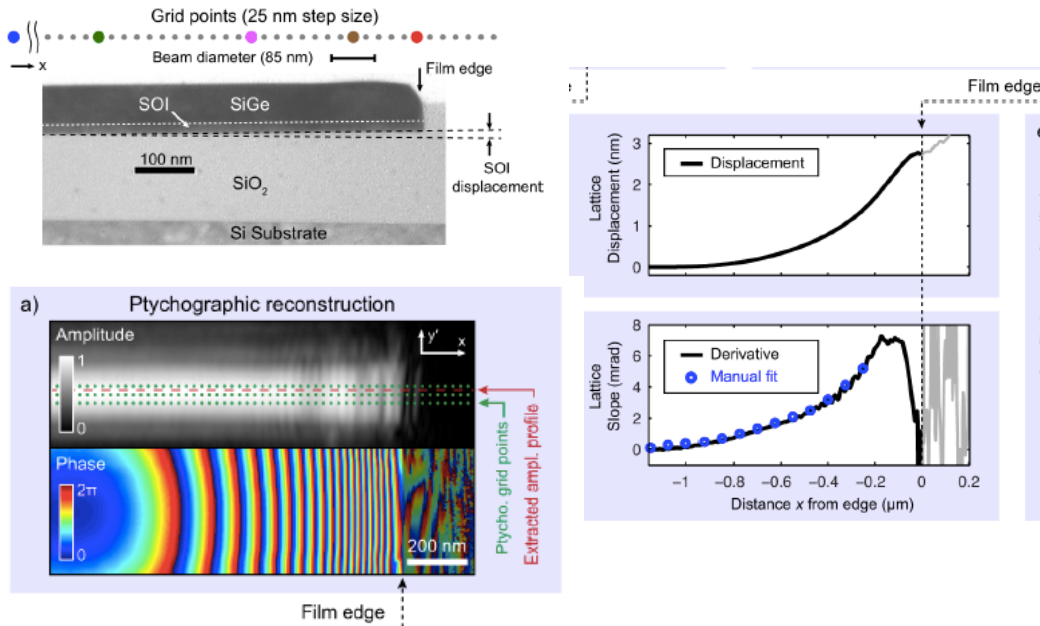 Grid points (25 nm step size)
x
Beam diameter (85 nm)
Film edge
SOI
SiGe
100 nm
SOI
displacement
SiO2
Si Substrate
a)
Ptychographic reconstruction
Amplitude
1
0
y'
x
Phase
2π
0
200 nm
Ptycho. grid points
Extracted ampl. profile
Film edge
Film edge
Lattice
Displacement (nm)
3
2
1
0
Displacement
Lattice
Slope (mrad)
8
6
4
2
0
Derivative
Manual fit
−1
−0.8
−0.6
−0.4
−0.2
0
0.2
Distance x from edge (μm)